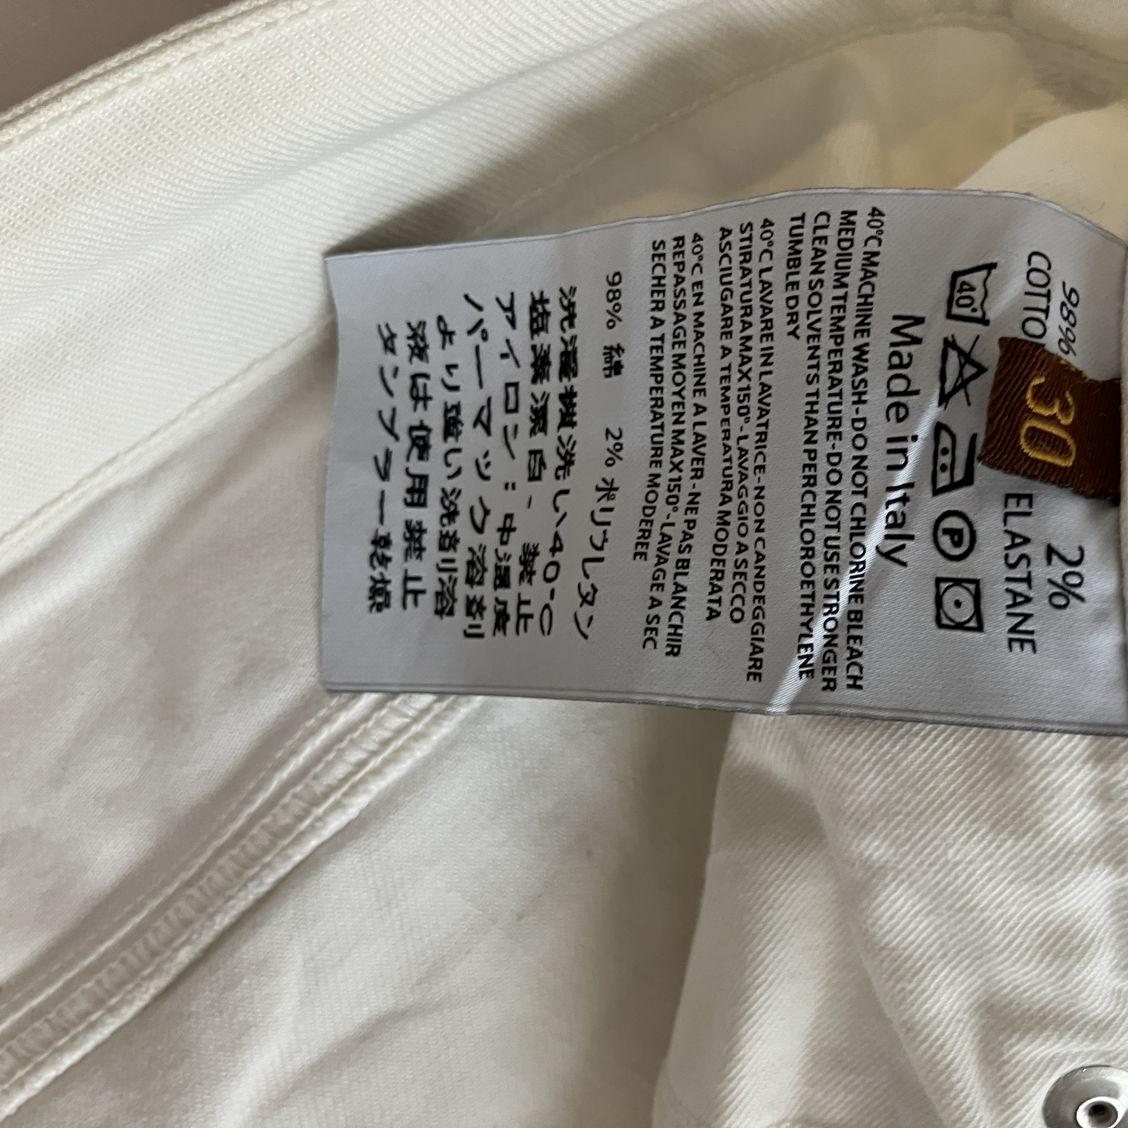 98%
2%
COTTO
ELASTANE
30
40
P
Made in Italy
40°C MACHINE WASH-DO NOT CHLORINE BLEACH
MEDIUM TEMPERATURE-DO NOT USE STRONGER
CLEAN SOLVENTS THAN PERCHLOROETHYLENE
TUMBLE DRY
40°C LAVARE IN LAVATRICE-NON CANDEGGIARE
STIRATURA MAX 150°-LAVAGGIO A SECCO
ASCIUGARE A TEMPERATURA MODERATA
40°C EN MACHINE A LAVER-NE PAS BLANCHIR
REPASSAGE MOYEN MAX 150°-LAVAGE A SEC
SECHER A TEMPERATURE MODEREE
98% 綿 2% ポリウレタン
洗濯機洗い40°C
塩素漂白、禁止
アイロン:中温度
パーマック溶剤
より強い洗剤溶
液は使用禁止
タンブラー乾燥